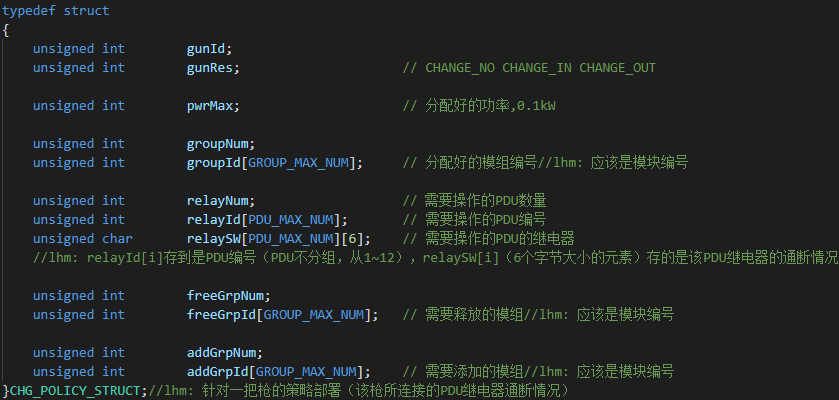 typedef struct
{
unsigned int gunId;
unsigned int gunRes; // CHANGE_NO CHANGE_IN CHANGE_OUT
unsigned int pwrMax; // 分配好的功率,0.1kW
unsigned int groupNum;
unsigned int groupId[GROUP_MAX_NUM]; // 分配好的模组编号//lhm: 应该是模块编号
unsigned int relayNum; // 需要操作的PDU数量
unsigned int relayId[PDU_MAX_NUM]; // 需要操作的PDU编号
unsigned char relaySW[PDU_MAX_NUM][6]; // 需要操作的PDU的继电器
//lhm: relayId[i]存到是PDU编号（PDU不分组，从1~12），relaySW[i]（6个字节大小的元素）存的是该PDU继电器的通断情况
unsigned int freeGrpNum;
unsigned int freeGrpId[GROUP_MAX_NUM]; // 需要释放的模组//lhm: 应该是模块编号
unsigned int addGrpNum;
unsigned int addGrpId[GROUP_MAX_NUM]; // 需要添加的模组//lhm: 应该是模块编号
}CHG_POLICY_STRUCT;//lhm: 针对一把枪的策略部署（该枪所连接的PDU继电器通断情况）